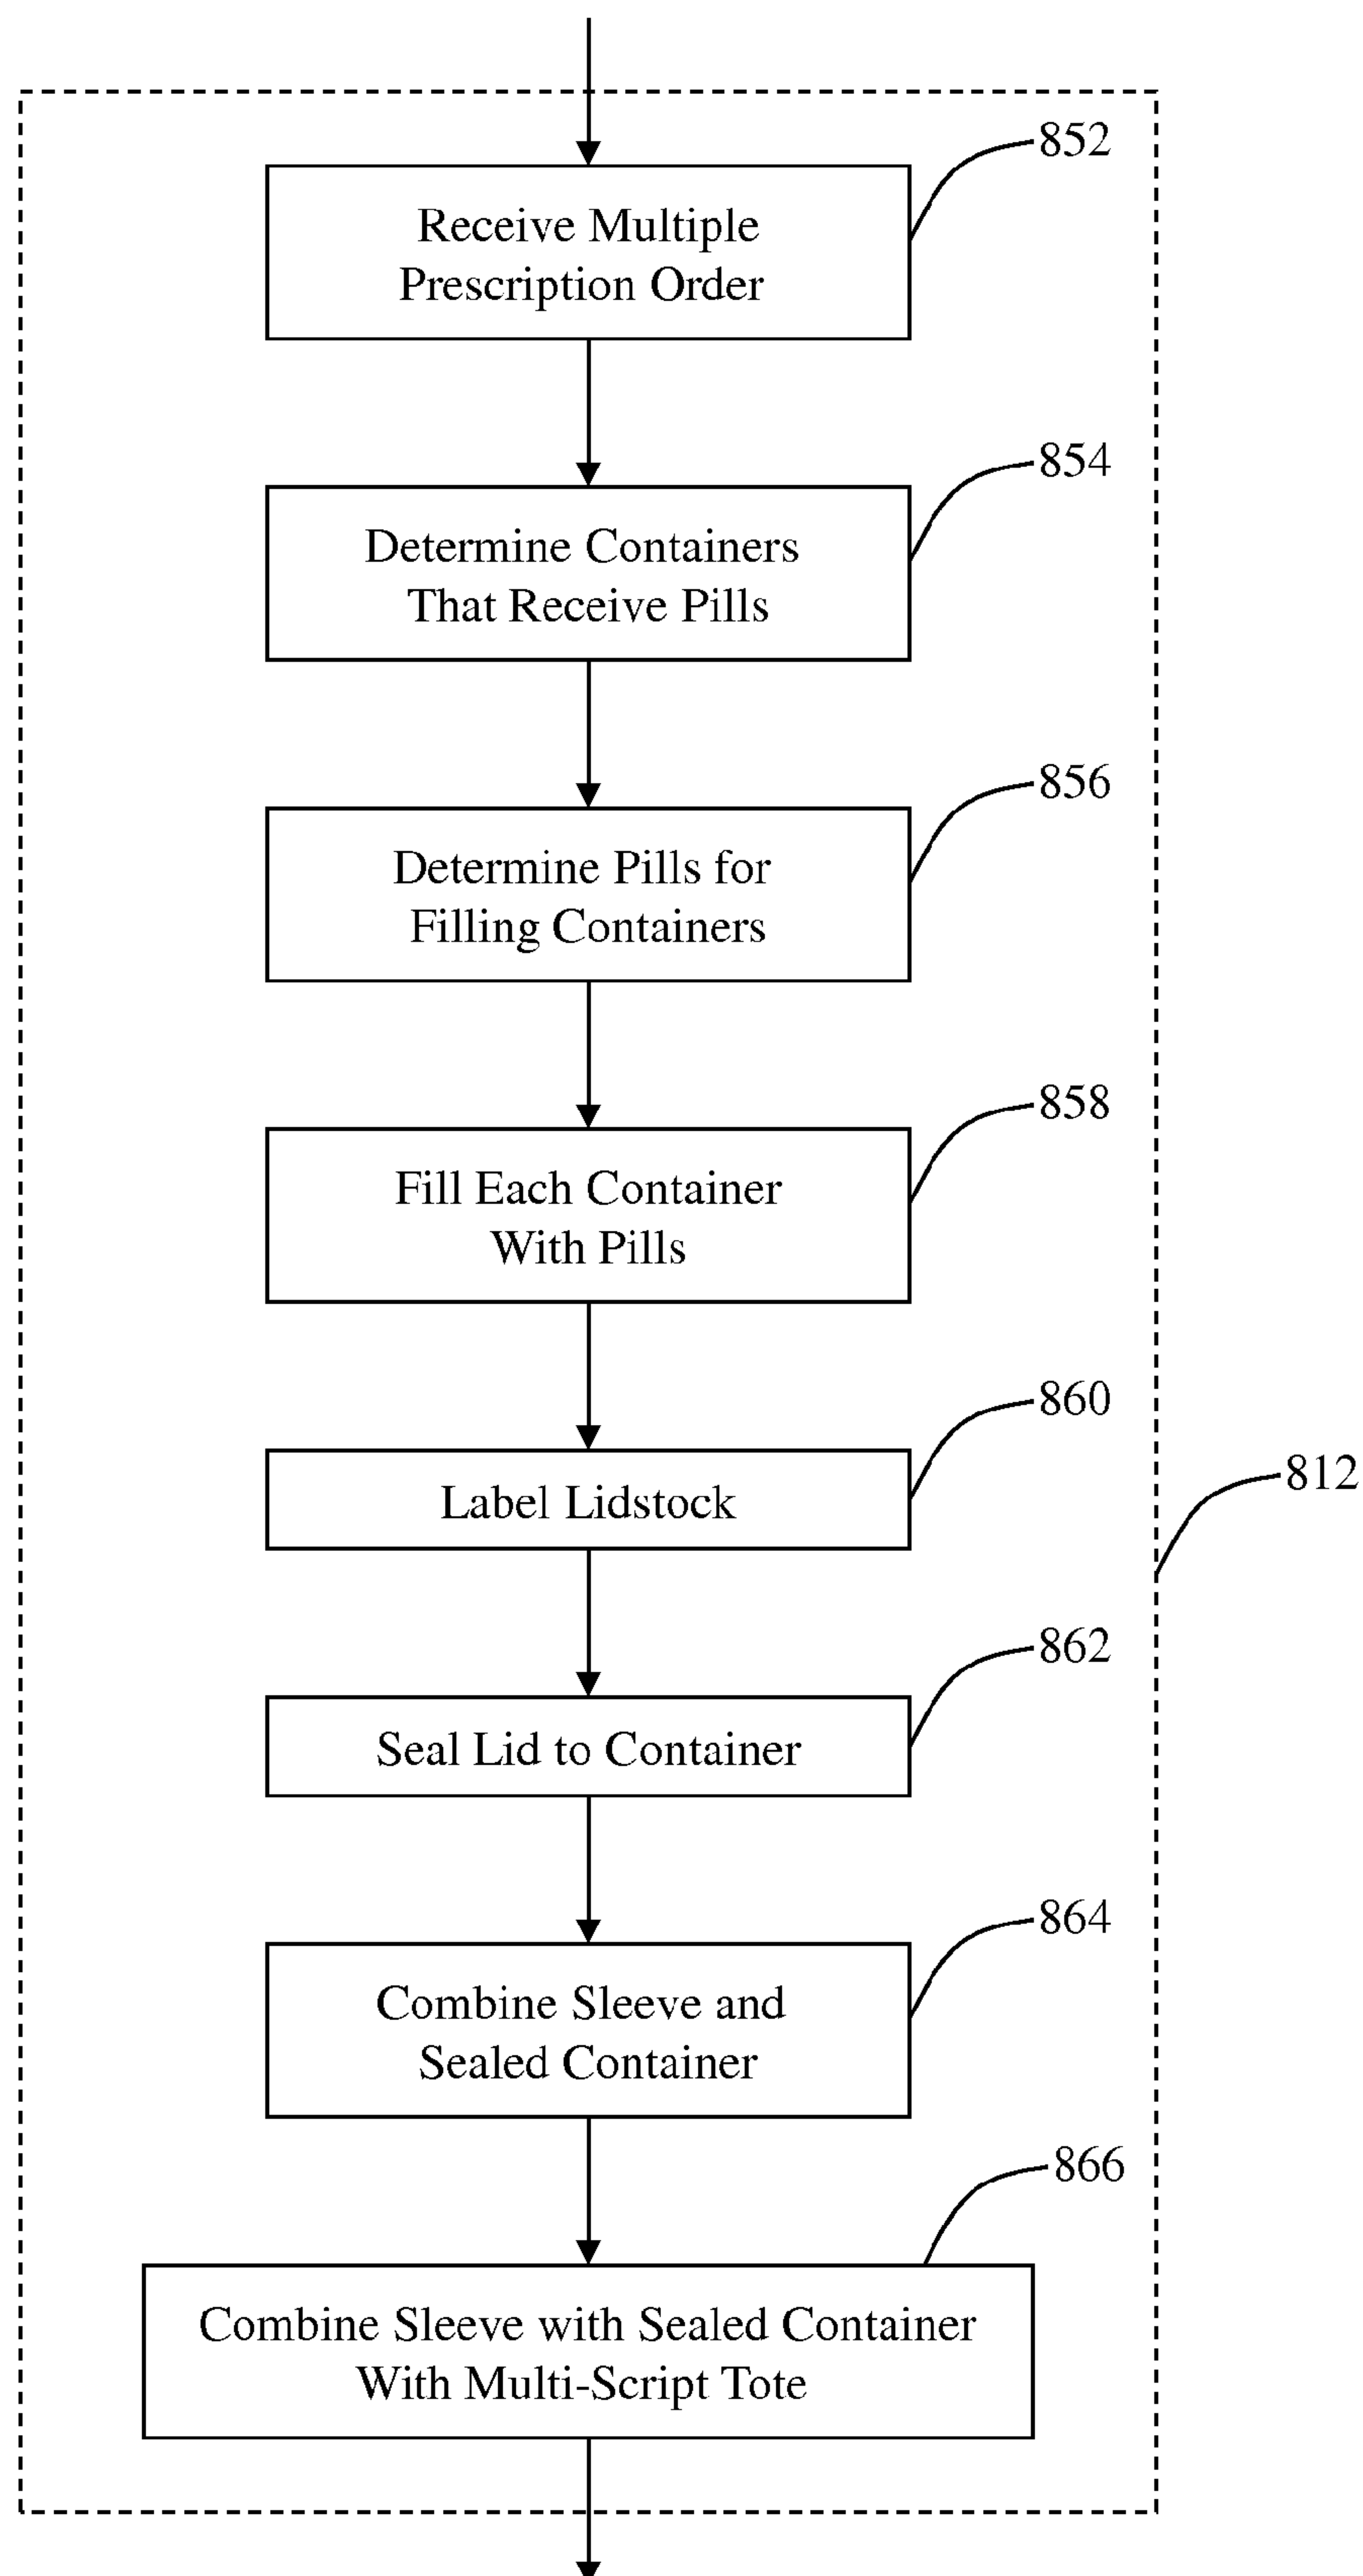 852
Receive Multiple
Prescription Order
854
Determine Containers
That Receive Pills
856
Determine Pills for
Filling Containers
858
Fill Each Container
With Pills
860
Label Lidstock
812
862
Seal Lid to Container
864
Combine Sleeve and
Sealed Container
866
Combine Sleeve with Sealed Container
With Multi-Script Tote